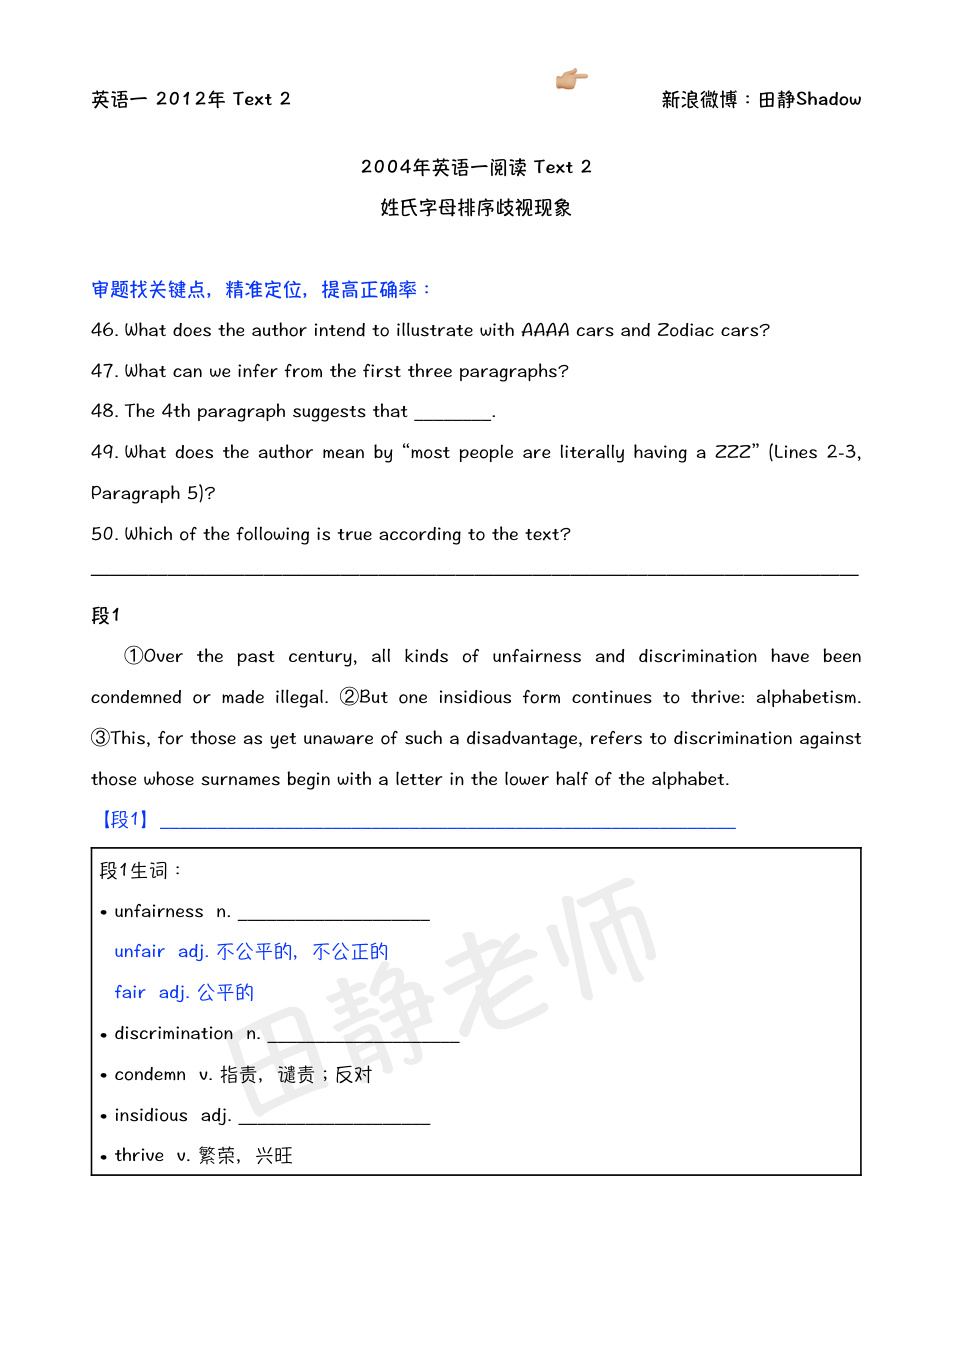 英语一 2012年 Text 2 新浪微博：田静Shadow
2004年英语一阅读 Text 2
姓氏字母排序歧视现象
审题找关键点，精准定位，提高正确率：
46. What does the author intend to illustrate with AAAA cars and Zodiac cars?
47. What can we infer from the first three paragraphs?
48. The 4th paragraph suggests that ________.
49. What does the author mean by “most people are literally having a ZZZ” (Lines 2-3,
Paragraph 5)?
50. Which of the following is true according to the text?
段1
①Over the past century, all kinds of unfairness and discrimination have been
condemned or made illegal. ②But one insidious form continues to thrive: alphabetism.
③This, for those as yet unaware of such a disadvantage, refers to discrimination against
those whose surnames begin with a letter in the lower half of the alphabet.
【段1】____________________________________________________________
段1生词：
• unfairness n. ____________________
unfair adj. 不公平的，不公正的
fair adj. 公平的
• discrimination n. ____________________
• condemn v. 指责，谴责；反对
• insidious adj. ____________________
• thrive v. 繁荣，兴旺
田静老师